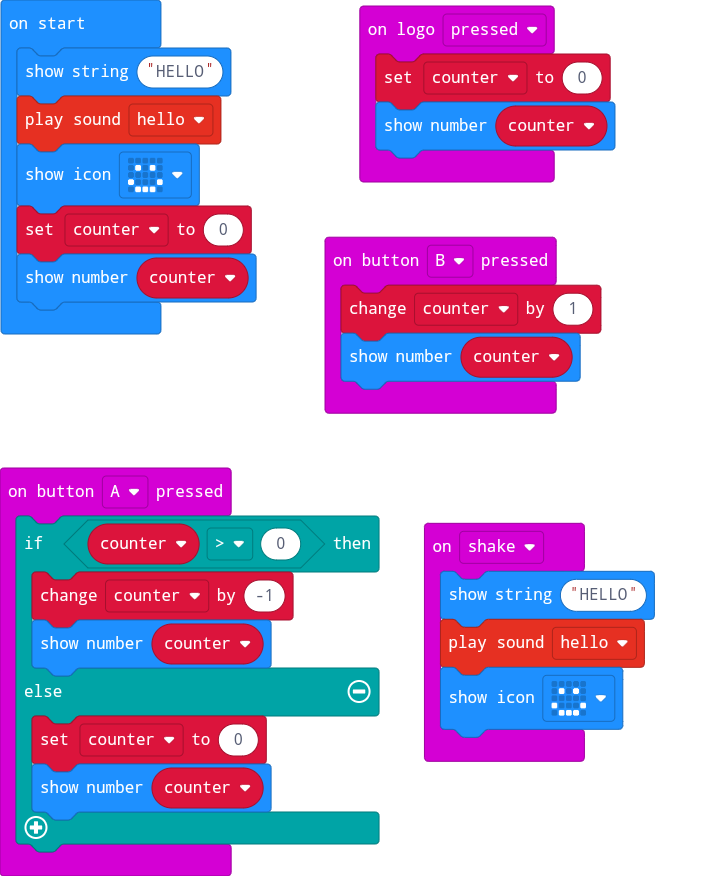 on start
show string "HELLO"
play sound hello
show icon
set counter to 0
show number counter
on logo pressed
set counter to 0
show number counter
on button B pressed
change counter by 1
show number counter
on button A pressed
if counter > 0 then
change counter by -1
show number counter
else
set counter to 0
show number counter
on shake
show string "HELLO"
play sound hello
show icon